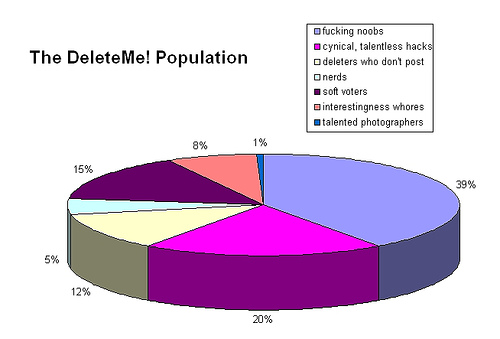 The DeleteMe! Population
fucking noobs
cynical, talentless hacks
deleters who don't post
nerds
soft voters
interestingness whores
talented photographers
1%
8%
15%
39%
5%
12%
20%